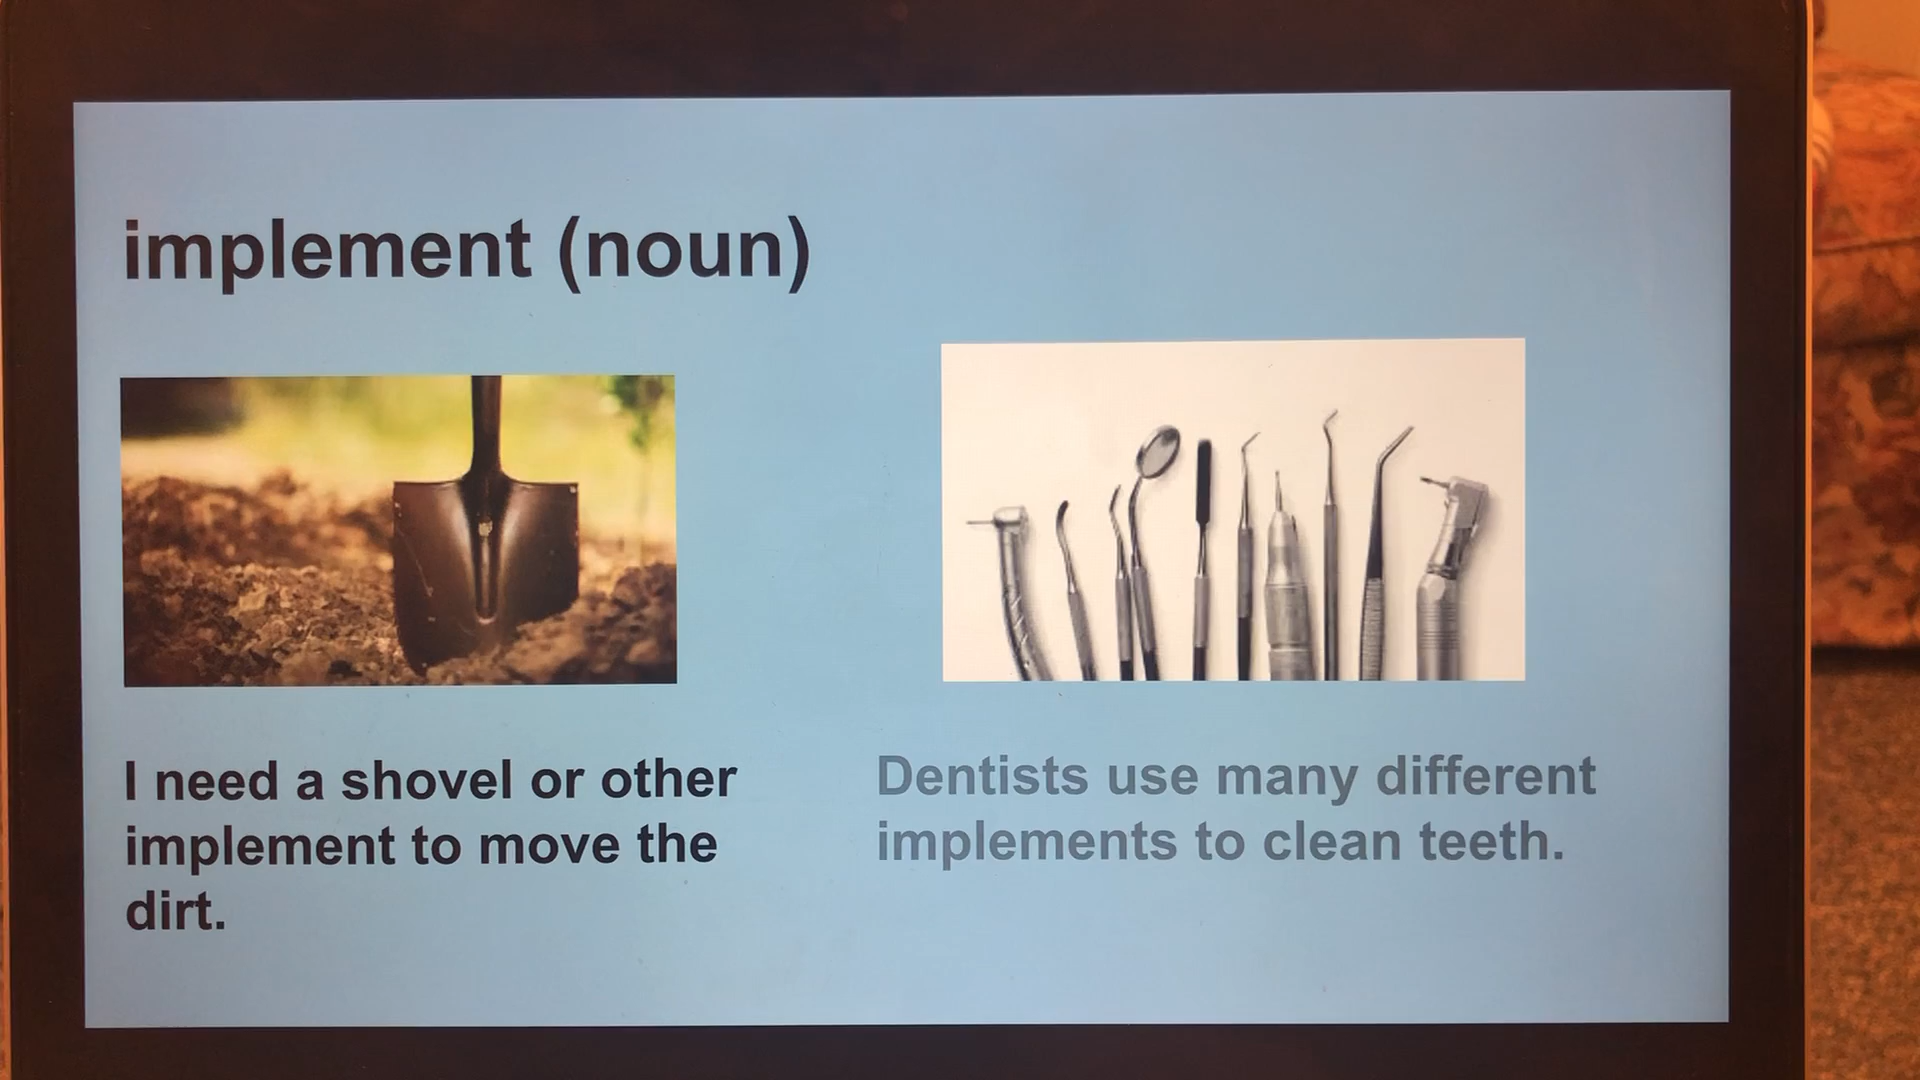 implement (noun)
I need a shovel or other
implement to move the
dirt.
Dentists use many different
implements to clean teeth.